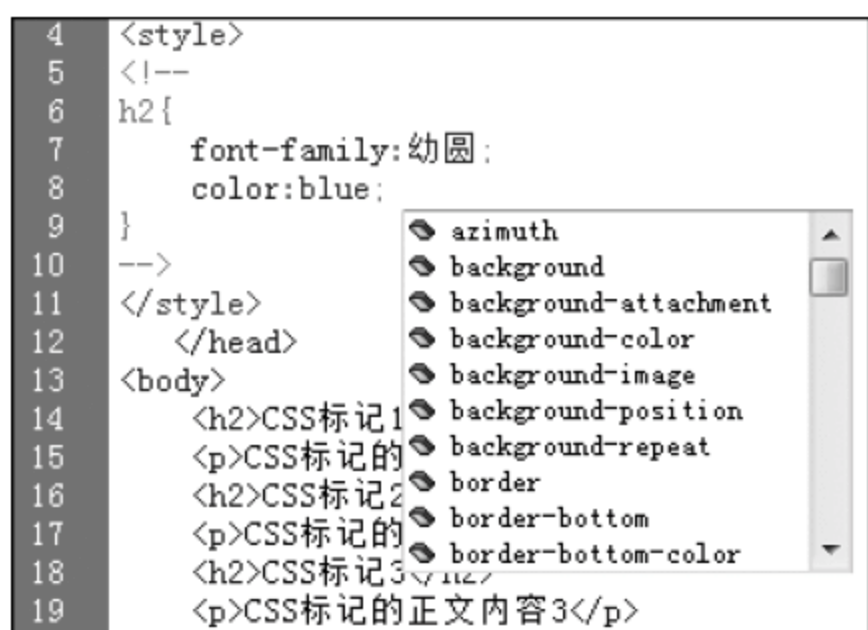 4 <style>
5 <!--
6 h2{
7 font-family:幼圆;
8 color:blue;
9 }
10 -->
11 </style>
12 </head>
13 <body>
14 <h2>CSS标记1
15 <p>CSS标记的
16 <h2>CSS标记2
17 <p>CSS标记的
18 <h2>CSS标记3</h2>
19 <p>CSS标记的正文内容3</p>
azimuth
background
background-attachment
background-color
background-image
background-position
background-repeat
border
border-bottom
border-bottom-color